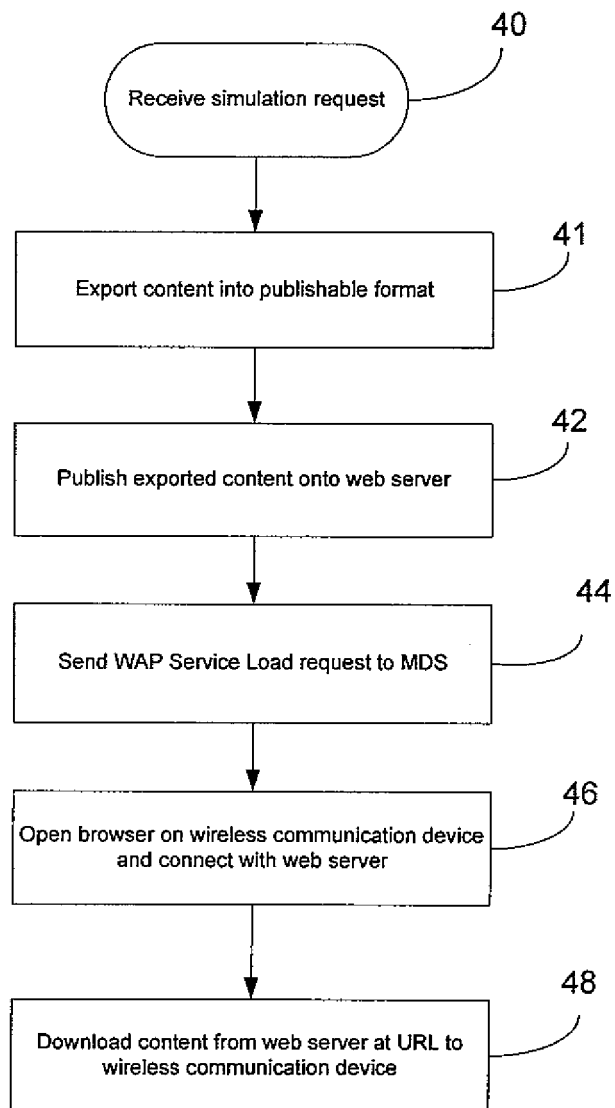 40
Receive simulation request
41
Export content into publishable format
42
Publish exported content onto web server
44
Send WAP Service Load request to MDS
46
Open browser on wireless communication device
and connect with web server
48
Download content from web server at URL to
wireless communication device